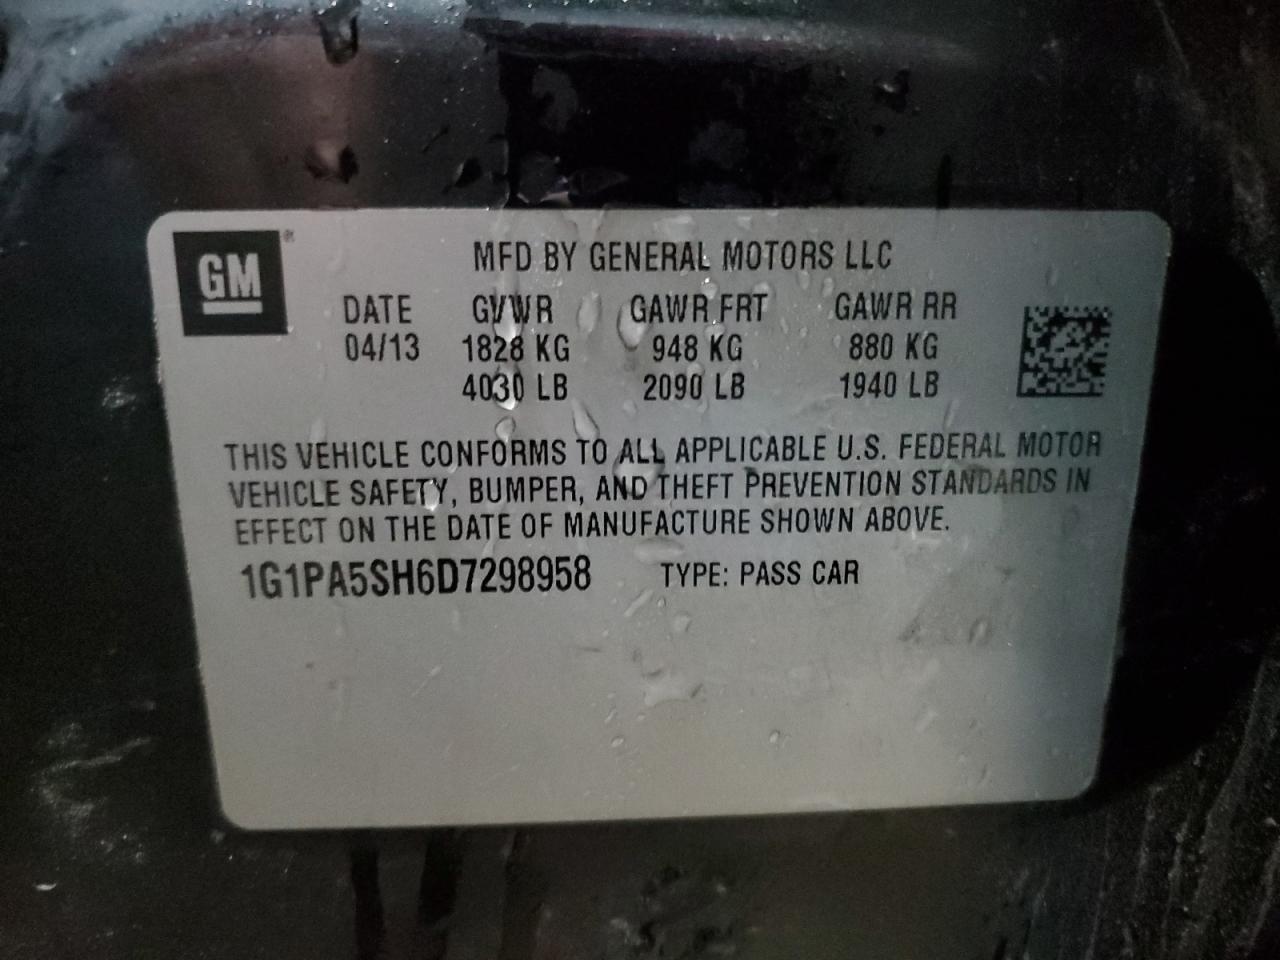 GM®
MFD BY GENERAL MOTORS LLC
DATE GVWR GAWR FRT GAWR RR
04/13 1828 KG 948 KG 880 KG
4030 LB 2090 LB 1940 LB
THIS VEHICLE CONFORMS TO ALL APPLICABLE U.S. FEDERAL MOTOR
VEHICLE SAFETY, BUMPER, AND THEFT PREVENTION STANDARDS IN
EFFECT ON THE DATE OF MANUFACTURE SHOWN ABOVE.
1G1PA5SH6D7298958 TYPE: PASS CAR